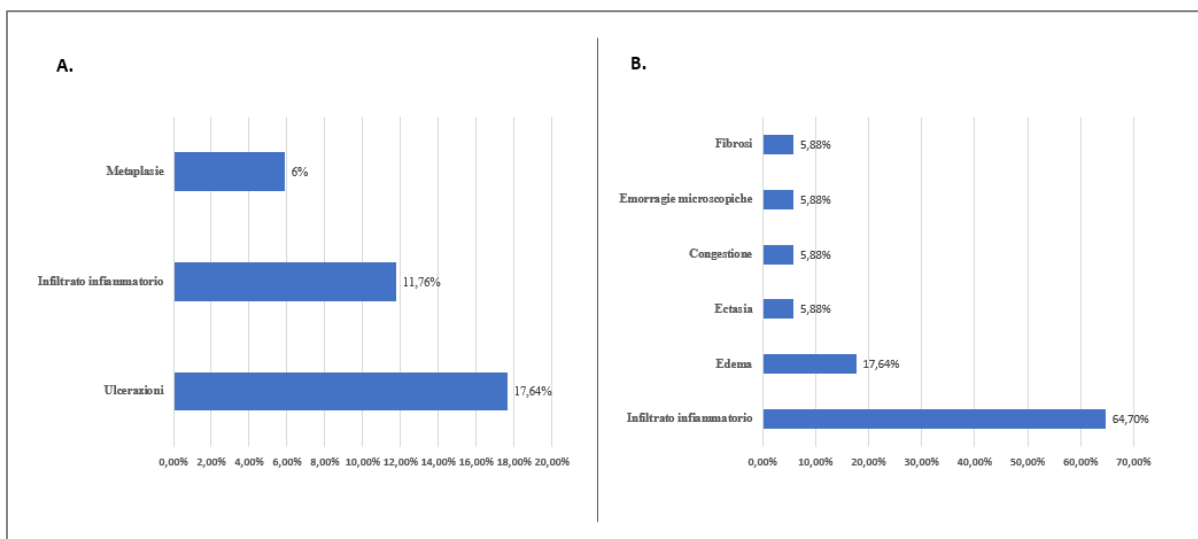 A.
Metaplasie
6%
Infiltrato infiammatorio
11,76%
Ulcerazioni
17,64%
0,00% 2,00% 4,00% 6,00% 8,00% 10,00% 12,00% 14,00% 16,00% 18,00% 20,00%
B.
Fibrosi
5,88%
Emorragie microscopiche
5,88%
Congestione
5,88%
Ectasia
5,88%
Edema
17,64%
Infiltrato infiammatorio
64,70%
0,00% 10,00% 20,00% 30,00% 40,00% 50,00% 60,00% 70,00%